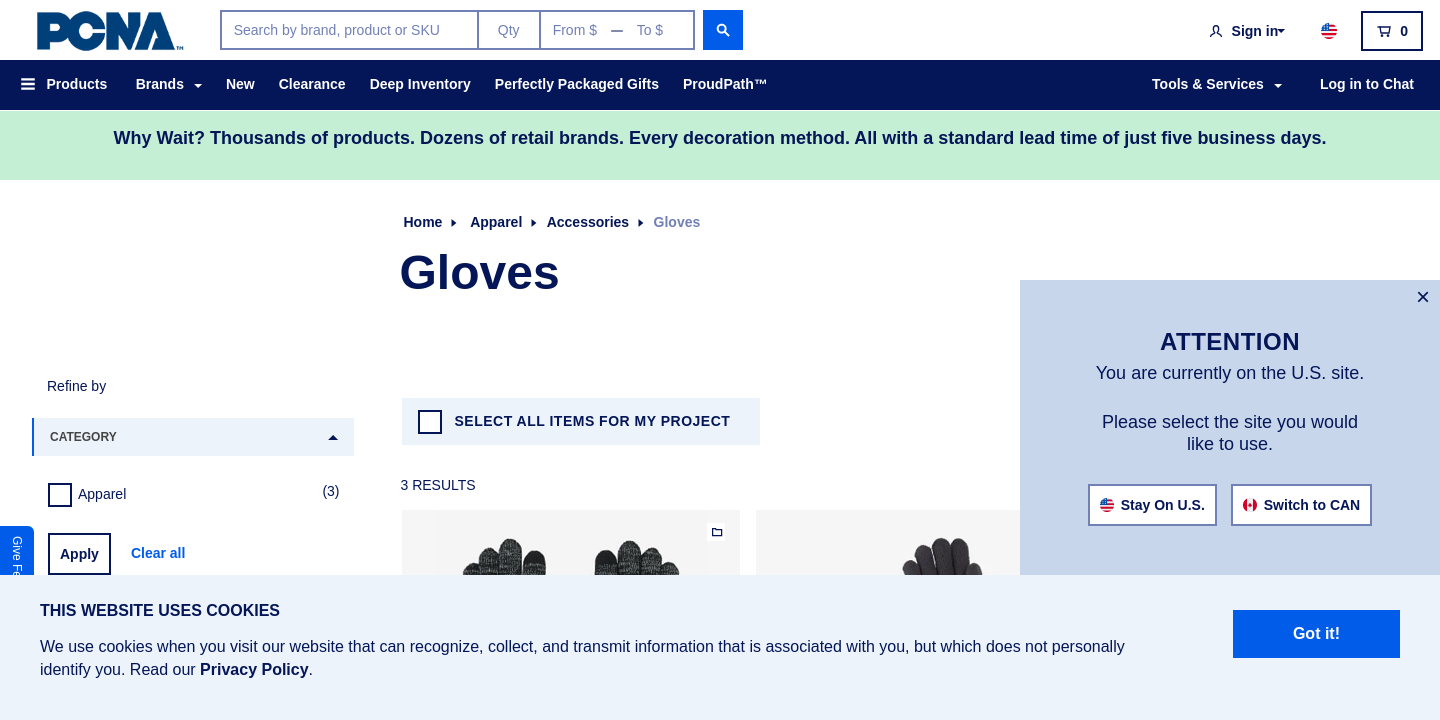 PCNA™
Search by brand, product or SKU
Qty
From $ — To $
Sign in
0
Products
Brands
New
Clearance
Deep Inventory
Perfectly Packaged Gifts
ProudPath™
Tools & Services
Log in to Chat
Why Wait? Thousands of products. Dozens of retail brands. Every decoration method. All with a standard lead time of just five business days.
Home
Apparel
Accessories
Gloves
Gloves
×
ATTENTION
You are currently on the U.S. site.
Please select the site you would
like to use.
Stay On U.S.
Switch to CAN
Refine by
CATEGORY
Apparel
(3)
Apply
Clear all
Give
SELECT ALL ITEMS FOR MY PROJECT
3 RESULTS
THIS WEBSITE USES COOKIES
We use cookies when you visit our website that can recognize, collect, and transmit information that is associated with you, but which does not personally
identify you. Read our Privacy Policy.
Got it!